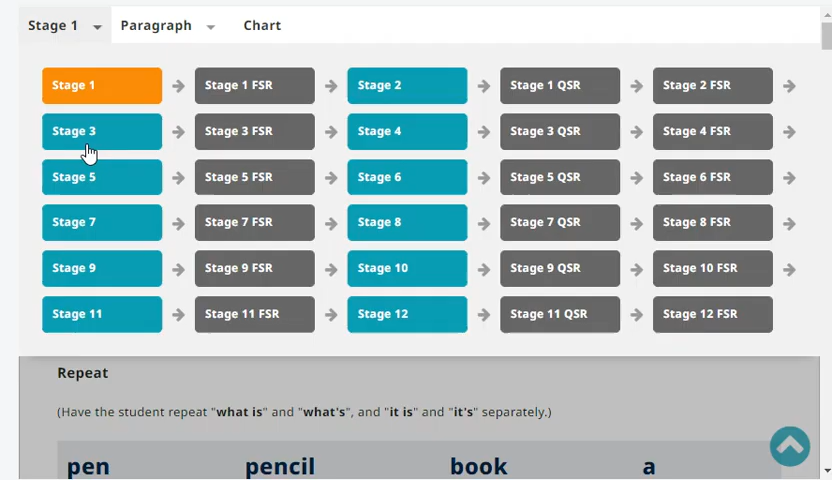 Stage 1 Paragraph Chart
Stage 1 Stage 1 FSR Stage 2 Stage 1 QSR Stage 2 FSR
Stage 3 Stage 3 FSR Stage 4 Stage 3 QSR Stage 4 FSR
Stage 5 Stage 5 FSR Stage 6 Stage 5 QSR Stage 6 FSR
Stage 7 Stage 7 FSR Stage 8 Stage 7 QSR Stage 8 FSR
Stage 9 Stage 9 FSR Stage 10 Stage 9 QSR Stage 10 FSR
Stage 11 Stage 11 FSR Stage 12 Stage 11 QSR Stage 12 FSR
Repeat
(Have the student repeat "what is" and "what's", and "it is" and "it's" separately.)
pen pencil book a